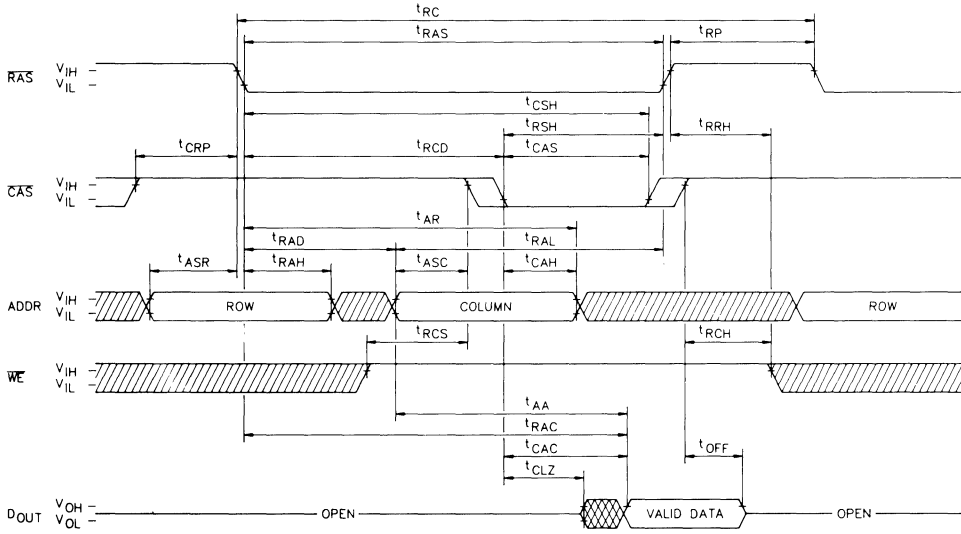 tRC
tRAS
tRP
RAS VIH
VIL
tCSH
tRSH
tRRH
tCRP
tRCD
tCAS
CAS VIH
VIL
tAR
tRAD
tRAL
tASR
tRAH
tASC
tCAH
ADDR VIH
VIL
ROW
COLUMN
ROW
tRCS
tRCH
WE VIH
VIL
tAA
tRAC
tCAC
tOFF
tCLZ
DOUT VOH
VOL
OPEN
VALID DATA
OPEN